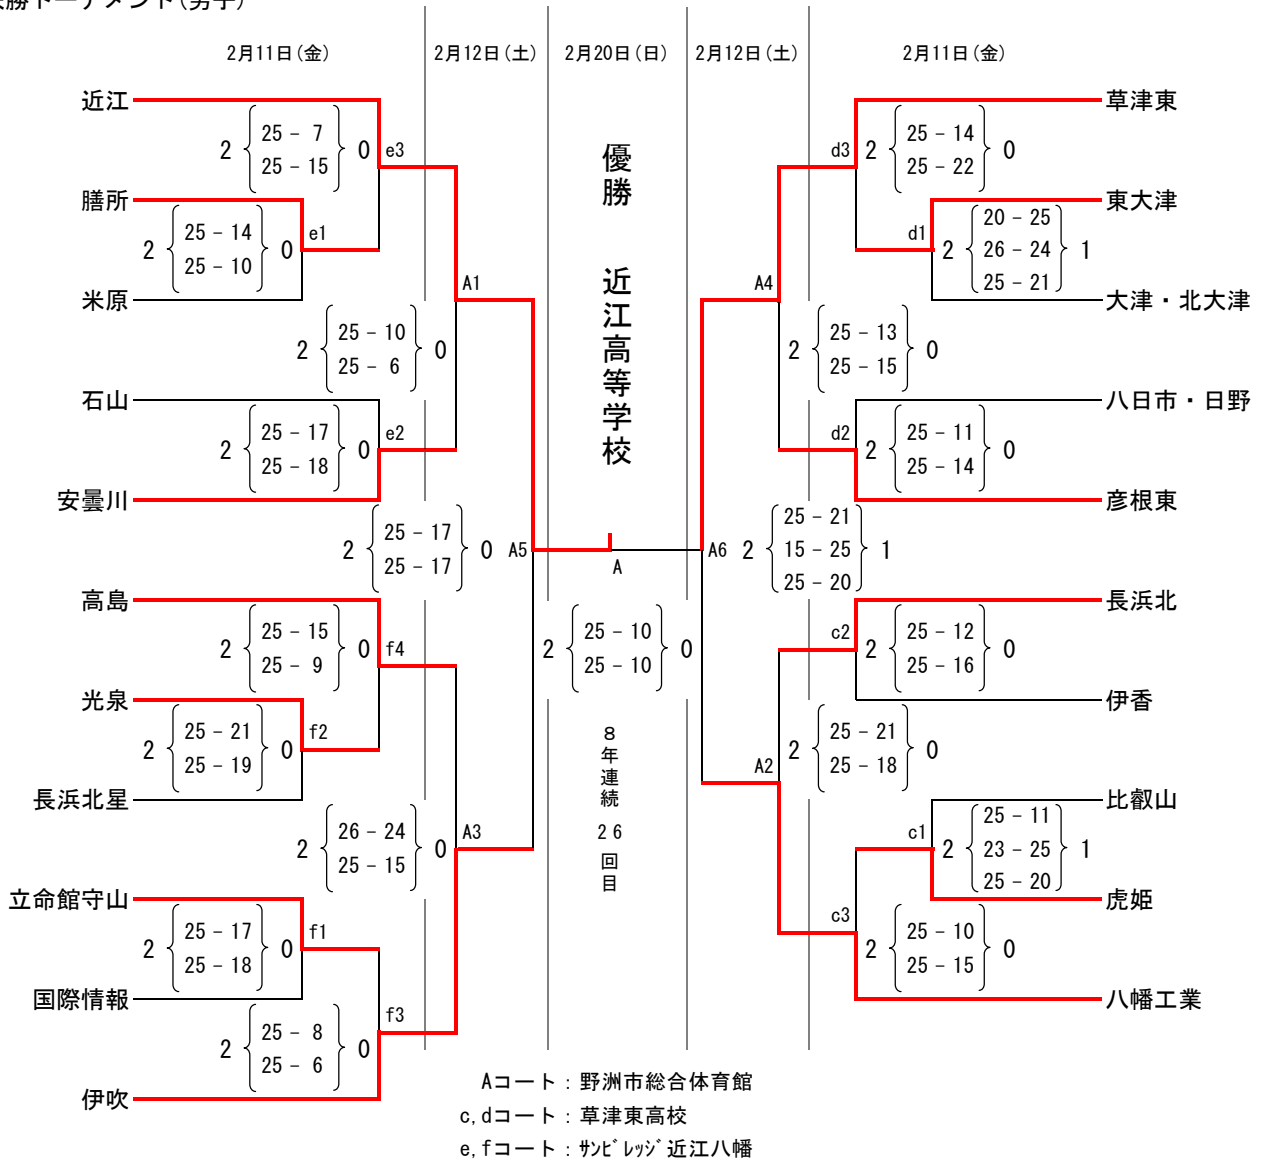 決勝トーナメント(男子)
2月11日(金) 2月12日(土) 2月20日(日) 2月12日(土) 2月11日(金)
近江
2 25 - 7 0 e3
25 - 15
膳所
2 25 - 14 0 e1
25 - 10
米原
A1
2 25 - 10 0
25 - 6
石山
2 25 - 17 0 e2
25 - 18
安曇川
2 25 - 17 0 A5
25 - 17
高島
2 25 - 15 0 f4
25 - 9
光泉
2 25 - 21 0 f2
25 - 19
長浜北星
2 26 - 24 0 A3
25 - 15
立命館守山
2 25 - 17 0 f1
25 - 18
国際情報
2 25 - 8 0 f3
25 - 6
伊吹
優勝 近江高等学校
A
2 25 - 10 0
25 - 10
8年連続 26回目
草津東
d3 2 25 - 14 0
25 - 22
東大津
d1 2 20 - 25 1
26 - 24
25 - 21
大津・北大津
A4
2 25 - 13 0
25 - 15
八日市・日野
d2 2 25 - 11 0
25 - 14
彦根東
A6 2 25 - 21 1
15 - 25
25 - 20
長浜北
c2 2 25 - 12 0
25 - 16
伊香
A2 2 25 - 21 0
25 - 18
比叡山
c1 2 25 - 11 1
23 - 25
25 - 20
虎姫
c3 2 25 - 10 0
25 - 15
八幡工業
Aコート：野洲市総合体育館
c,dコート：草津東高校
e,fコート：ｻﾝﾋﾞﾚｯｼﾞ近江八幡